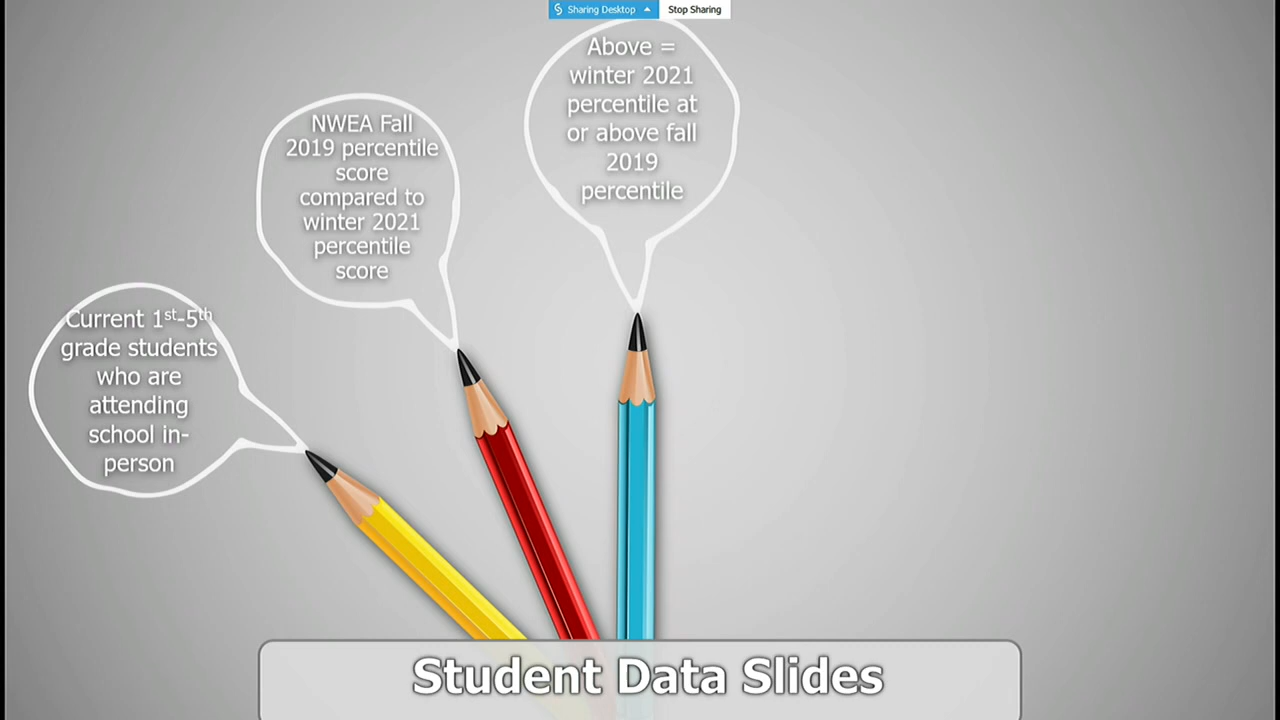 Sharing Desktop
Stop Sharing
Above =
winter 2021
percentile at
or above fall
2019
percentile
NWEA Fall
2019 percentile
score
compared to
winter 2021
percentile
score
Current 1st-5th
grade students
who are
attending
school in-
person
Student Data Slides